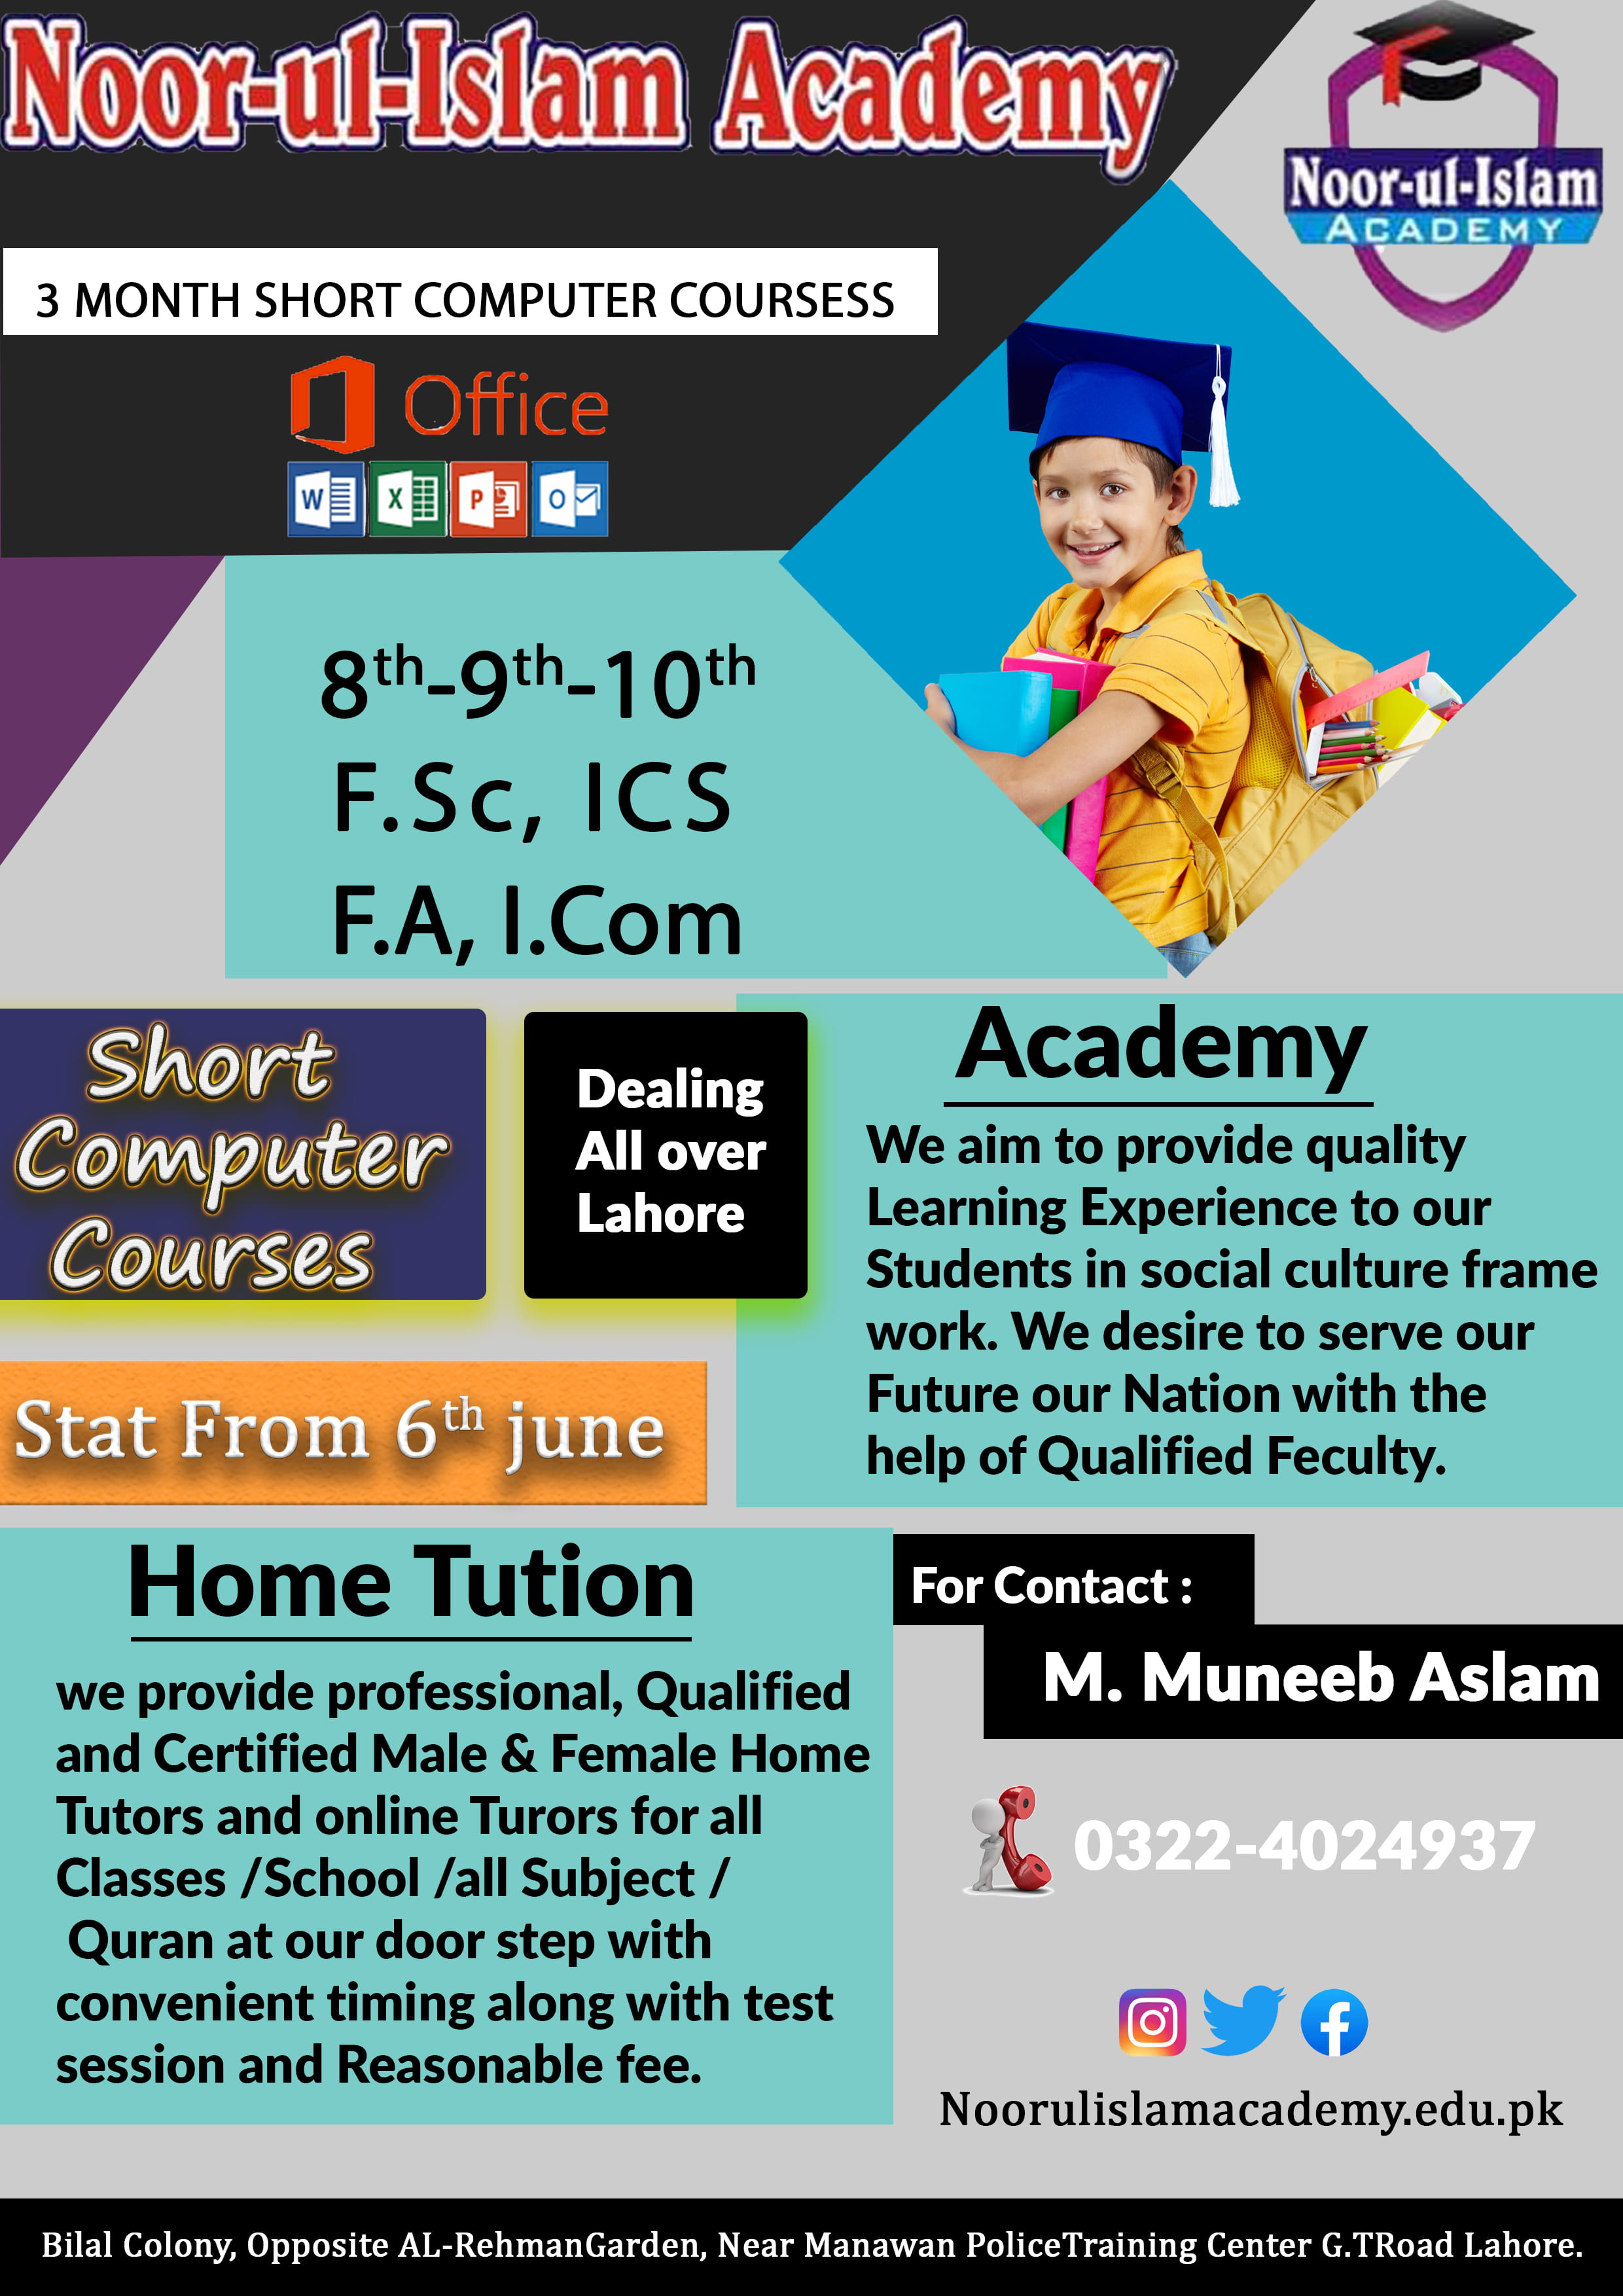 Noor-ul-Islam Academy
Noor-ul-Islam
ACADEMY
3 MONTH SHORT COMPUTER COURSESS
Office
W X P O
8th-9th-10th
F.Sc, ICS
F.A, I.Com
Short
Computer
Courses
Dealing
All over
Lahore
Stat From 6th june
Academy
We aim to provide quality
Learning Experience to our
Students in social culture frame
work. We desire to serve our
Future our Nation with the
help of Qualified Feculty.
Home Tution
we provide professional, Qualified
and Certified Male & Female Home
Tutors and online Turors for all
Classes /School /all Subject /
Quran at our door step with
convenient timing along with test
session and Reasonable fee.
For Contact :
M. Muneeb Aslam
0322-4024937
Noorulislamacademy.edu.pk
Bilal Colony, Opposite AL-RehmanGarden, Near Manawan PoliceTraining Center G.TRoad Lahore.